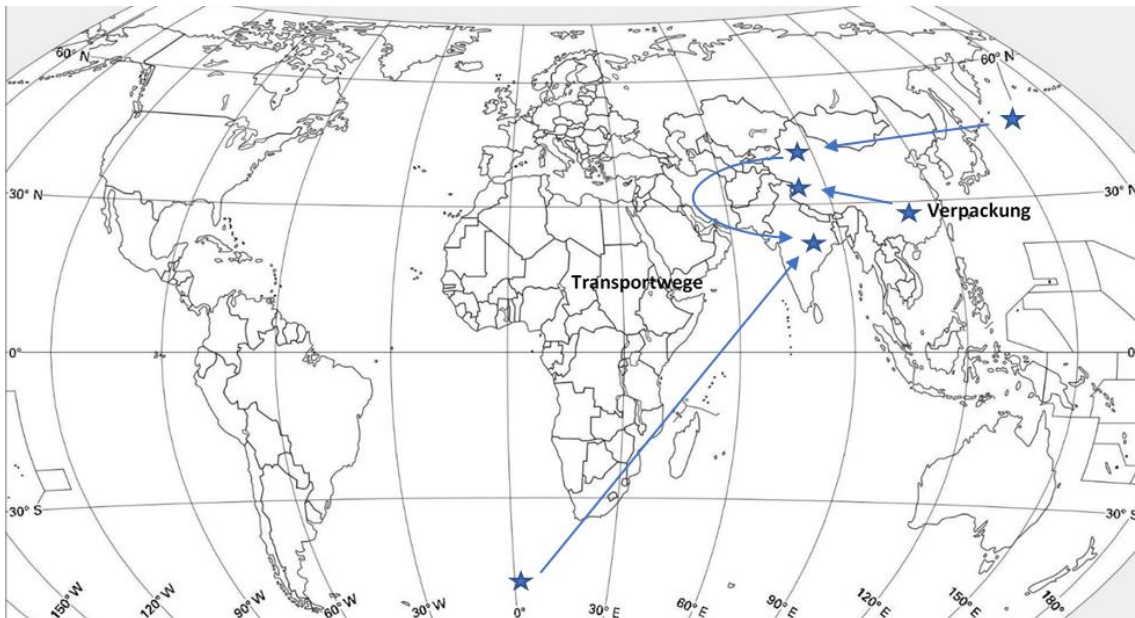 60° N
60° N
30° N
30° N
Verpackung
Transportwege
0°
0
30° S
30° S
150° W
120° W
90° W
60° W
30° W
0°
30° E
60° E
90° E
120° E
150° E
180°